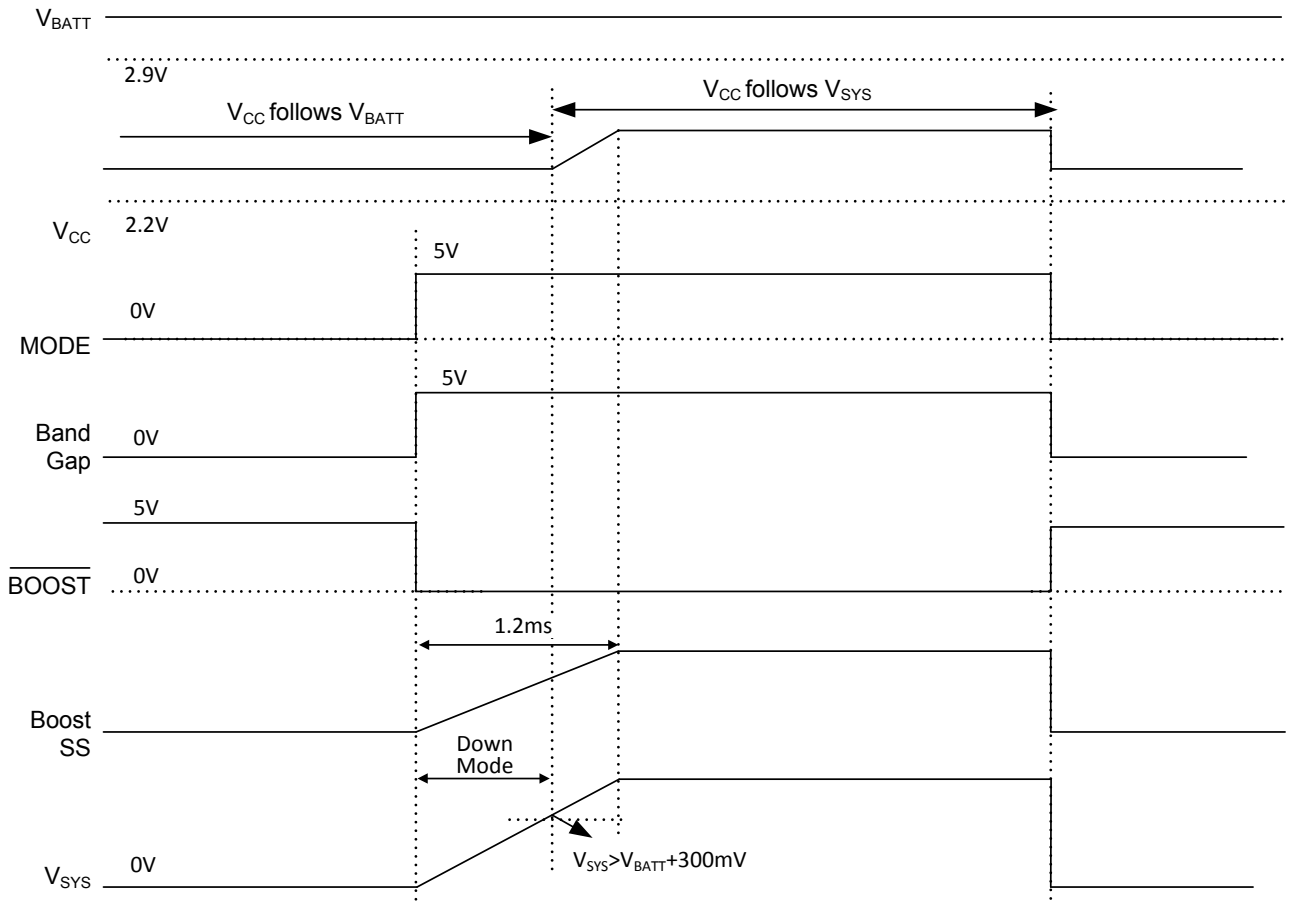 VBATT
2.9V
VCC follows VBATT
VCC follows VSYS
VCC
2.2V
5V
0V
MODE
5V
Band
Gap
0V
5V
BOOST
0V
1.2ms
Boost
SS
Down
Mode
VSYS>VBATT+300mV
VSYS
0V